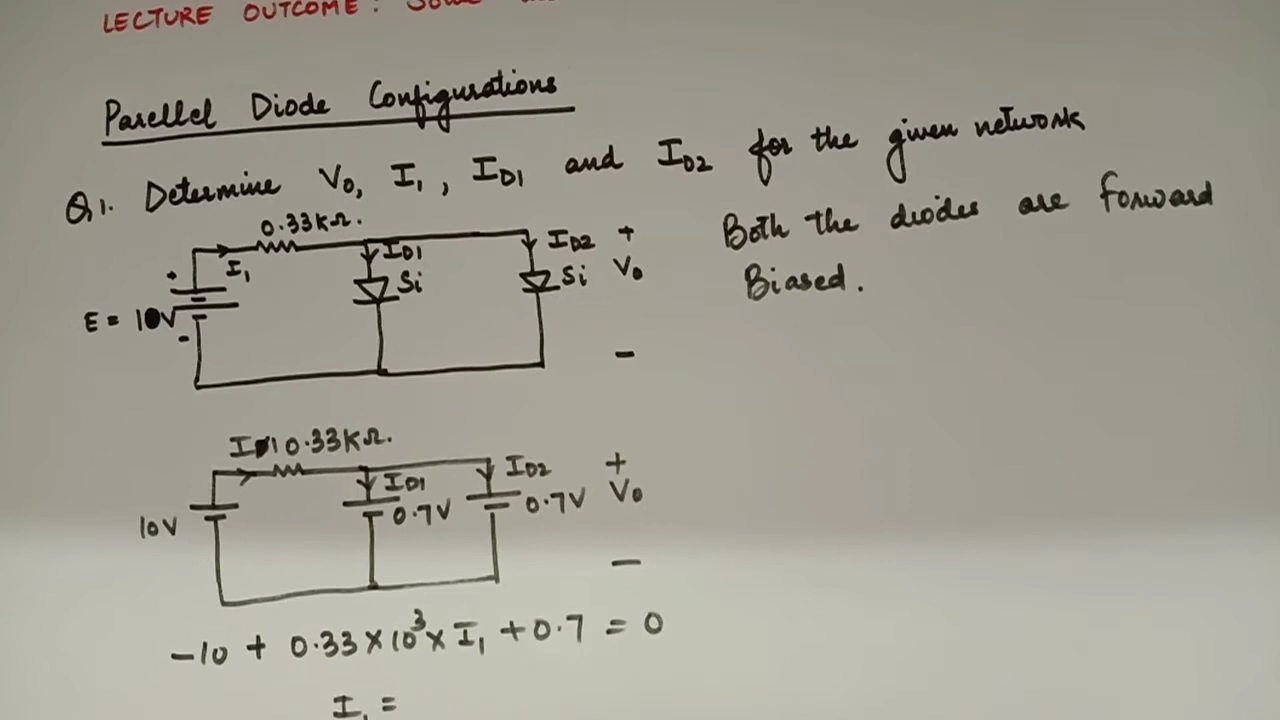 LECTURE OUTCOME:
Parellel Diode Configurations
Q1. Determine V0, I1, ID1 and ID2 for the given network
0.33KΩ.
Both the diodes are forward
Biased.
I1
ID1
Si
ID2
Si
+
V0
-
+
E = 10V
-
I1 0.33KΩ.
10V
ID1
0.7V
ID2
0.7V
+
V0
-
-10 + 0.33×10³× I1 + 0.7 = 0
I1 =